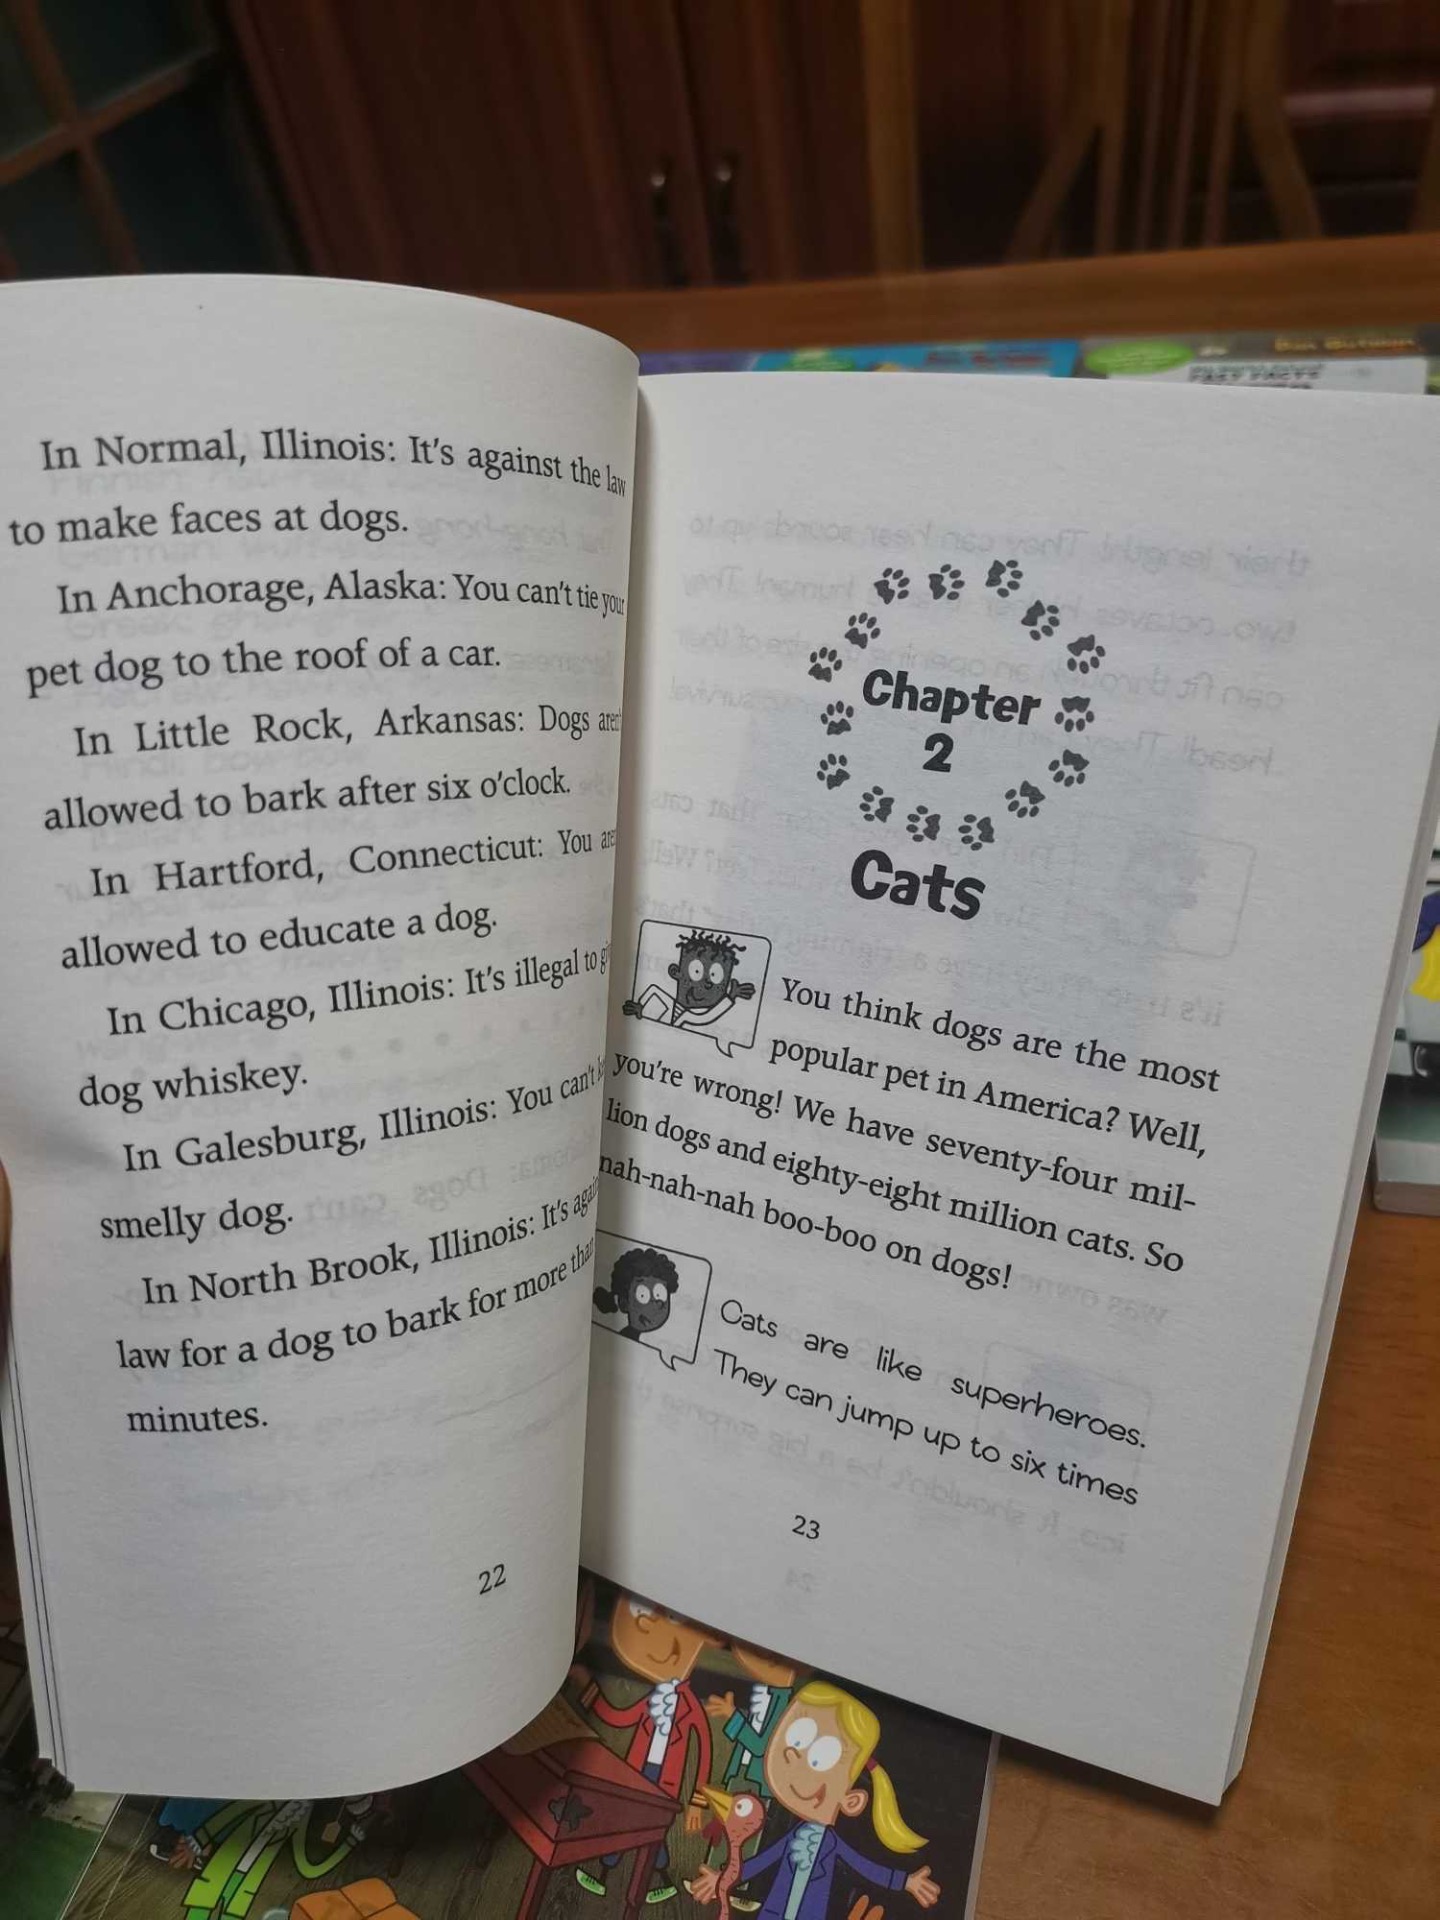 In Normal, Illinois: It's against the law
to make faces at dogs.
In Anchorage, Alaska: You can't tie your
pet dog to the roof of a car.
In Little Rock, Arkansas: Dogs aren't
allowed to bark after six o'clock.
In Hartford, Connecticut: You
allowed to educate a dog.
In Chicago, Illinois: It's illegal to
dog whiskey.
In Galesburg, Illinois: You can't
smelly dog.
In North Brook, Illinois: It's
law for a dog to bark for more than
minutes.
22
Chapter
2
Cats
You think dogs are the most
popular pet in America? Well,
you're wrong! We have seventy-four mil-
lion dogs and eighty-eight million cats. So
nah-nah-nah boo-boo on dogs!
Cats are like superheroes.
They can jump up to six times
23
Dan Gutman
FAST FACTS